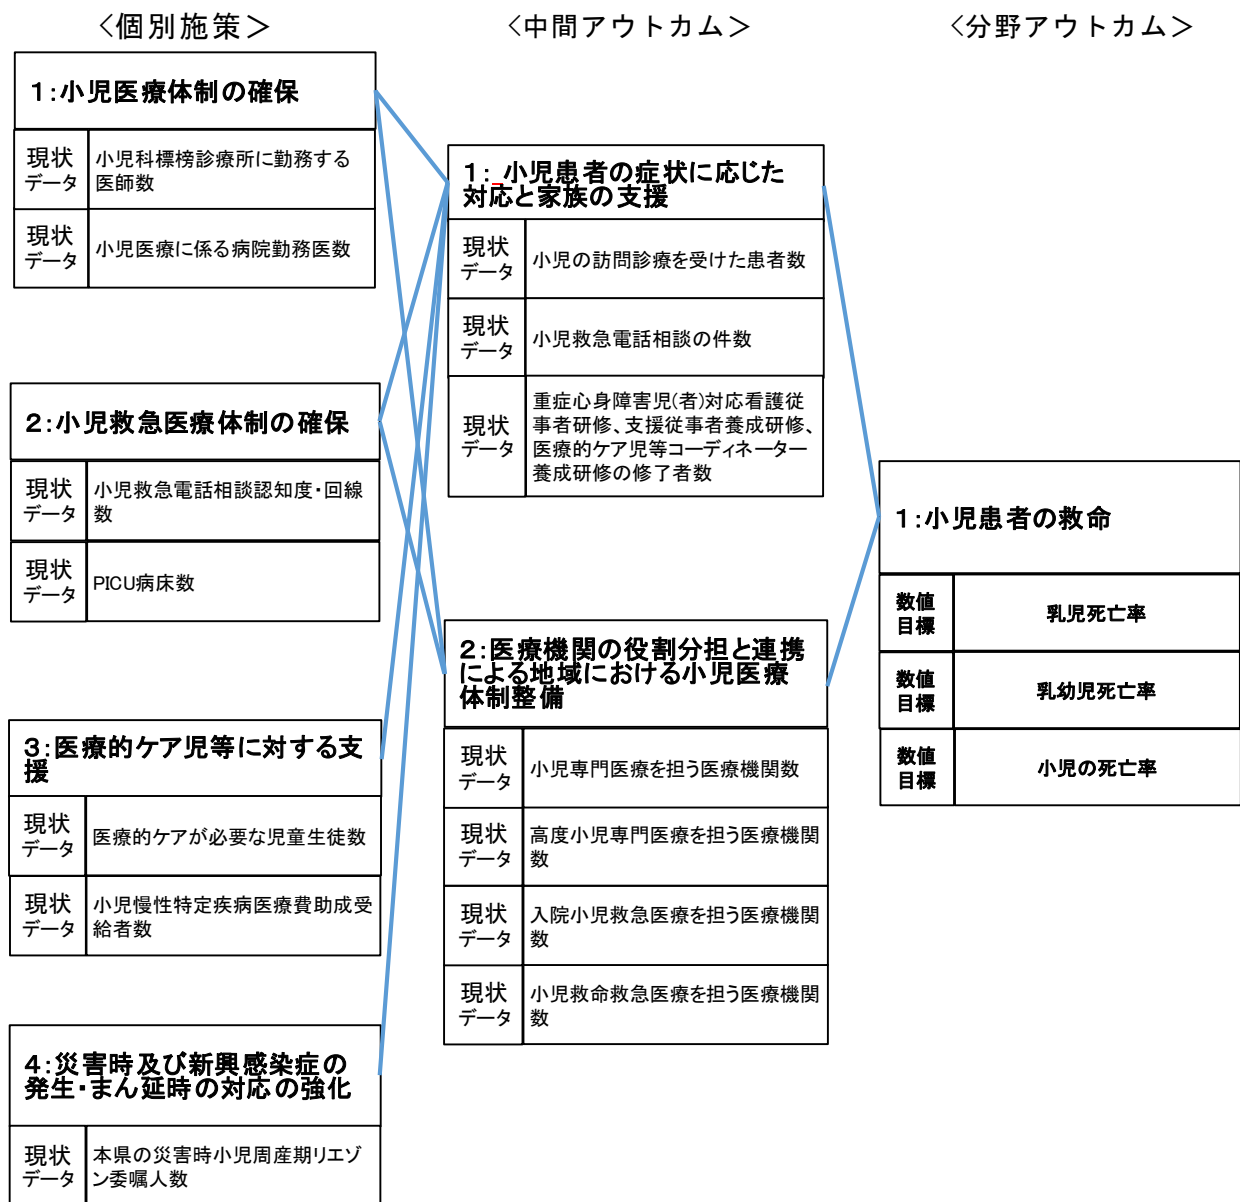 ＜個別施策＞
＜中間アウトカム＞
＜分野アウトカム＞
1:小児医療体制の確保
現状
データ
小児科標榜診療所に勤務する
医師数
現状
データ
小児医療に係る病院勤務医数
2:小児救急医療体制の確保
現状
データ
小児救急電話相談認知度・回線
数
現状
データ
PICU病床数
3:医療的ケア児等に対する支
援
現状
データ
医療的ケアが必要な児童生徒数
現状
データ
小児慢性特定疾病医療費助成受
給者数
4:災害時及び新興感染症の
発生・まん延時の対応の強化
現状
データ
本県の災害時小児周産期リエゾ
ン委嘱人数
1: 小児患者の症状に応じた
対応と家族の支援
現状
データ
小児の訪問診療を受けた患者数
現状
データ
小児救急電話相談の件数
現状
データ
重症心身障害児(者)対応看護従
事者研修、支援従事者養成研修、
医療的ケア児等コーディネーター
養成研修の修了者数
2:医療機関の役割分担と連携
による地域における小児医療
体制整備
現状
データ
小児専門医療を担う医療機関数
現状
データ
高度小児専門医療を担う医療機関
数
現状
データ
入院小児救急医療を担う医療機関
数
現状
データ
小児救命救急医療を担う医療機関
数
1:小児患者の救命
数値
目標
乳児死亡率
数値
目標
乳幼児死亡率
数値
目標
小児の死亡率